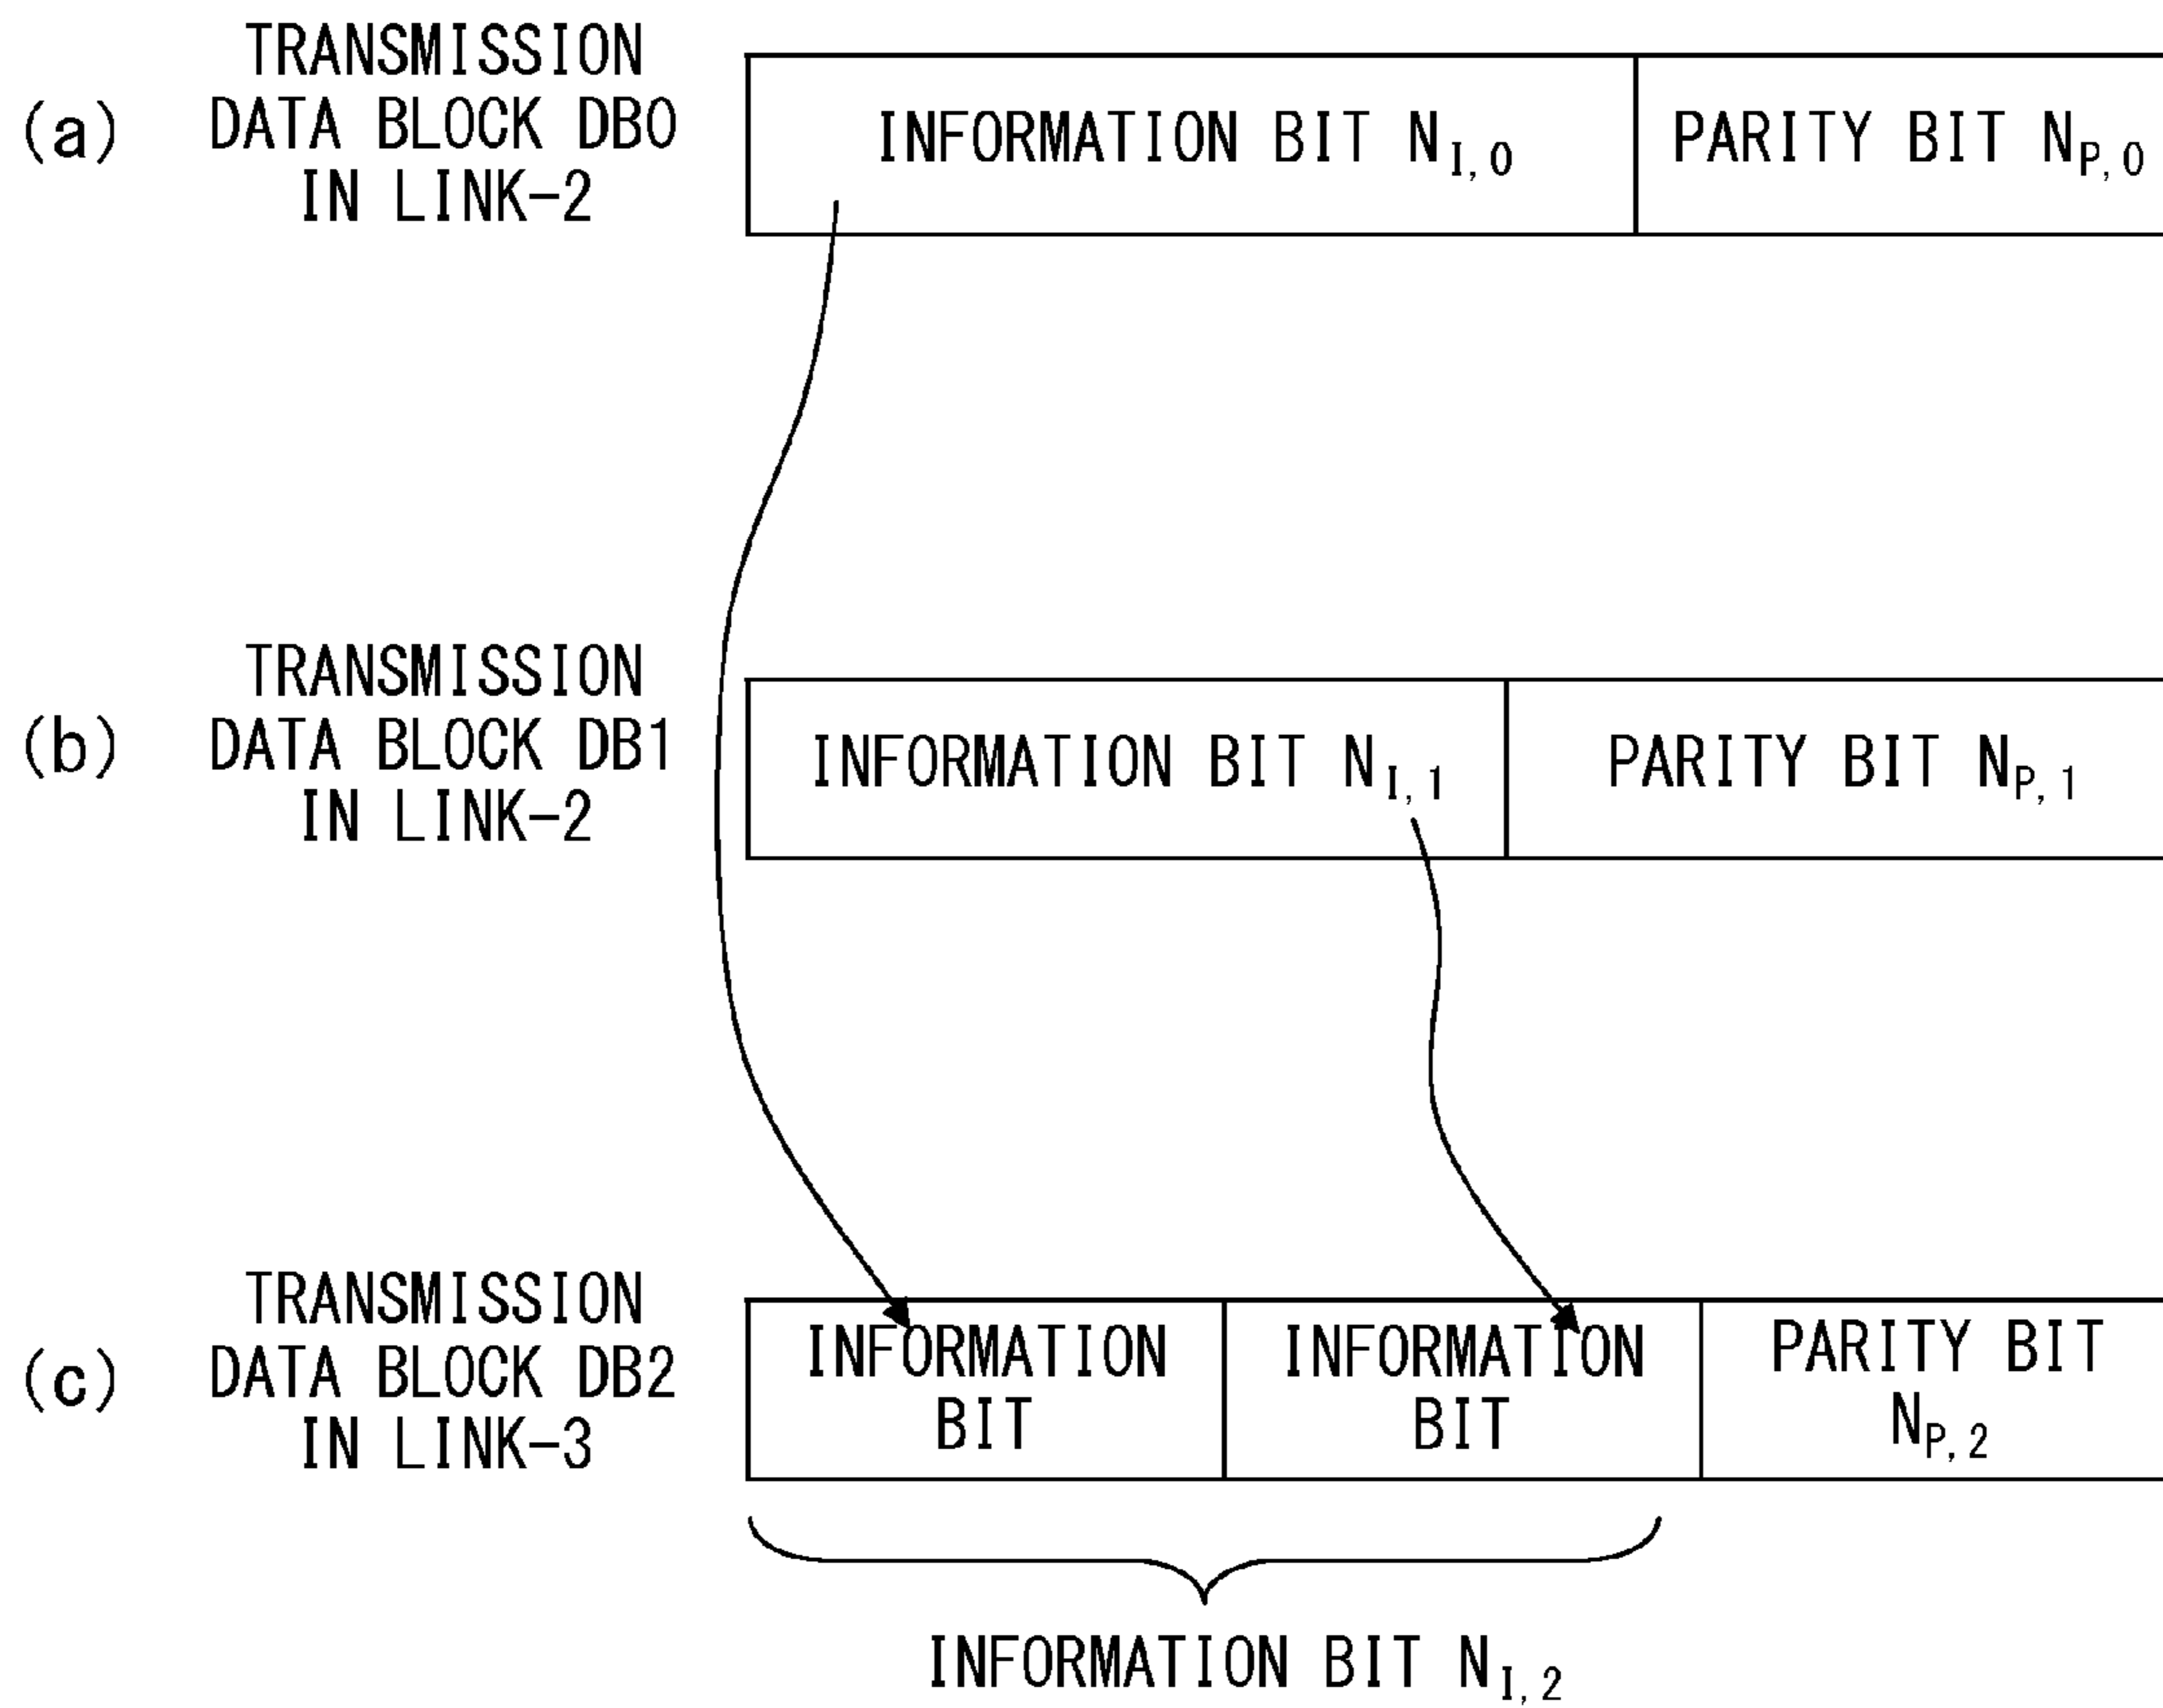 TRANSMISSION
(a) DATA BLOCK DB0
IN LINK-2
INFORMATION BIT N_{I, 0}
PARITY BIT N_{P, 0}
TRANSMISSION
(b) DATA BLOCK DB1
IN LINK-2
INFORMATION BIT N_{I, 1}
PARITY BIT N_{P, 1}
TRANSMISSION
(c) DATA BLOCK DB2
IN LINK-3
INFORMATION
BIT
INFORMATION
BIT
PARITY BIT
N_{P, 2}
INFORMATION BIT N_{I, 2}